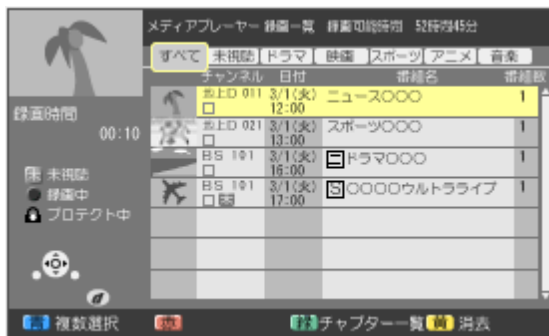 メディアプレーヤー 録画一覧 録画可能時間 52時間45分
すべて 未視聴 ドラマ 映画 スポーツ アニメ 音楽
チャンネル 日付 番組名 番組数
地上D 011 3/1(火) ニュース○○○ 1
12:00
地上D 021 3/1(火) スポーツ○○○ 1
13:00
BS 101 3/1(火) 二ドラマ○○○ 1
16:00
BS 101 3/1(火) S○○○○ウルトラライブ 1
未 17:00
録画時間
00:10
未 未視聴
録画中
プロテクト中
d
青 複数選択 赤 緑 チャプター一覧 黄 消去